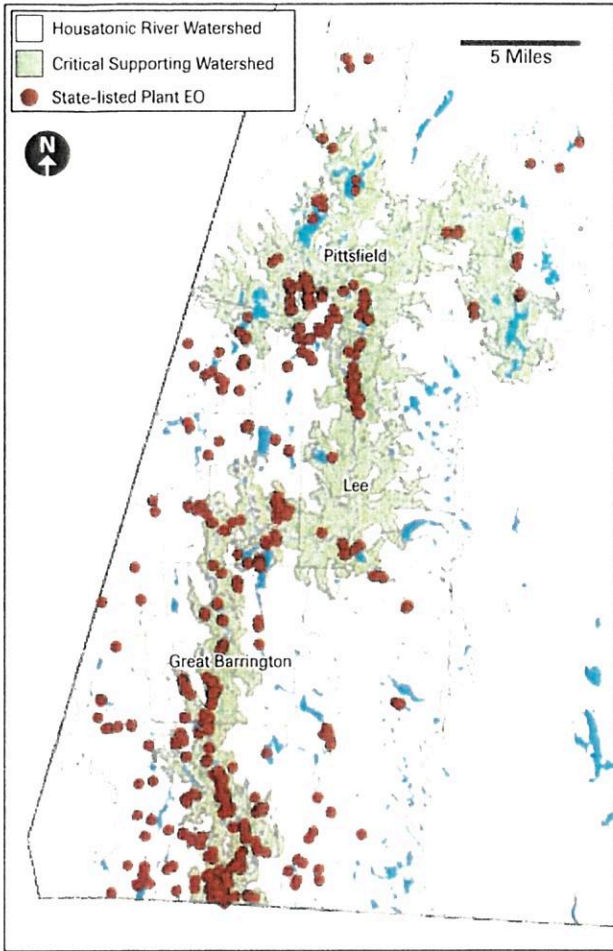 Housatonic River Watershed
Critical Supporting Watershed
State-listed Plant EO
5 Miles
N
Pittsfield
Lee
Great Barrington